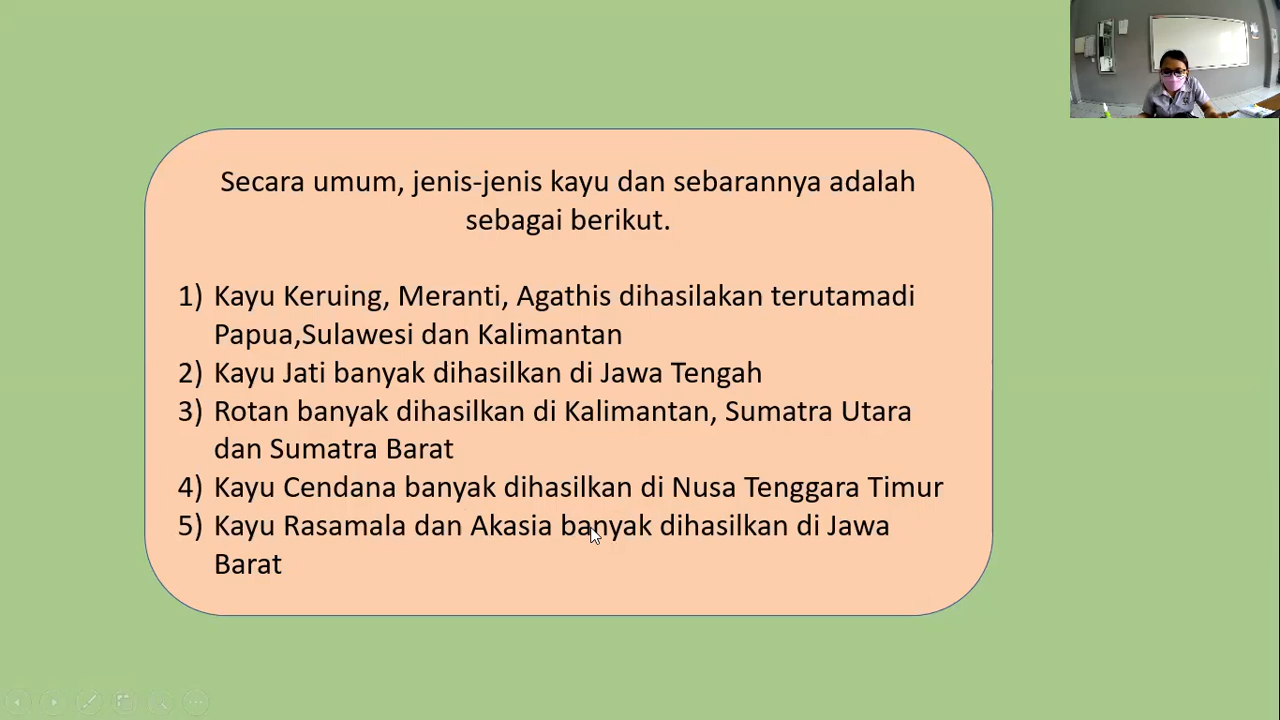 Secara umum, jenis-jenis kayu dan sebarannya adalah
sebagai berikut.
1) Kayu Keruing, Meranti, Agathis dihasilakan terutamadi
Papua,Sulawesi dan Kalimantan
2) Kayu Jati banyak dihasilkan di Jawa Tengah
3) Rotan banyak dihasilkan di Kalimantan, Sumatra Utara
dan Sumatra Barat
4) Kayu Cendana banyak dihasilkan di Nusa Tenggara Timur
5) Kayu Rasamala dan Akasia banyak dihasilkan di Jawa
Barat